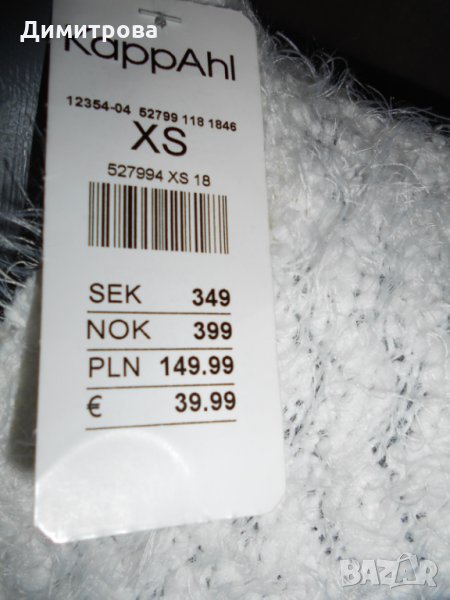 Димитрова
KappAhl
12354-04 52799 118 1846
XS
527994 XS 18
SEK 349
NOK 399
PLN 149.99
€ 39.99
BAZAR